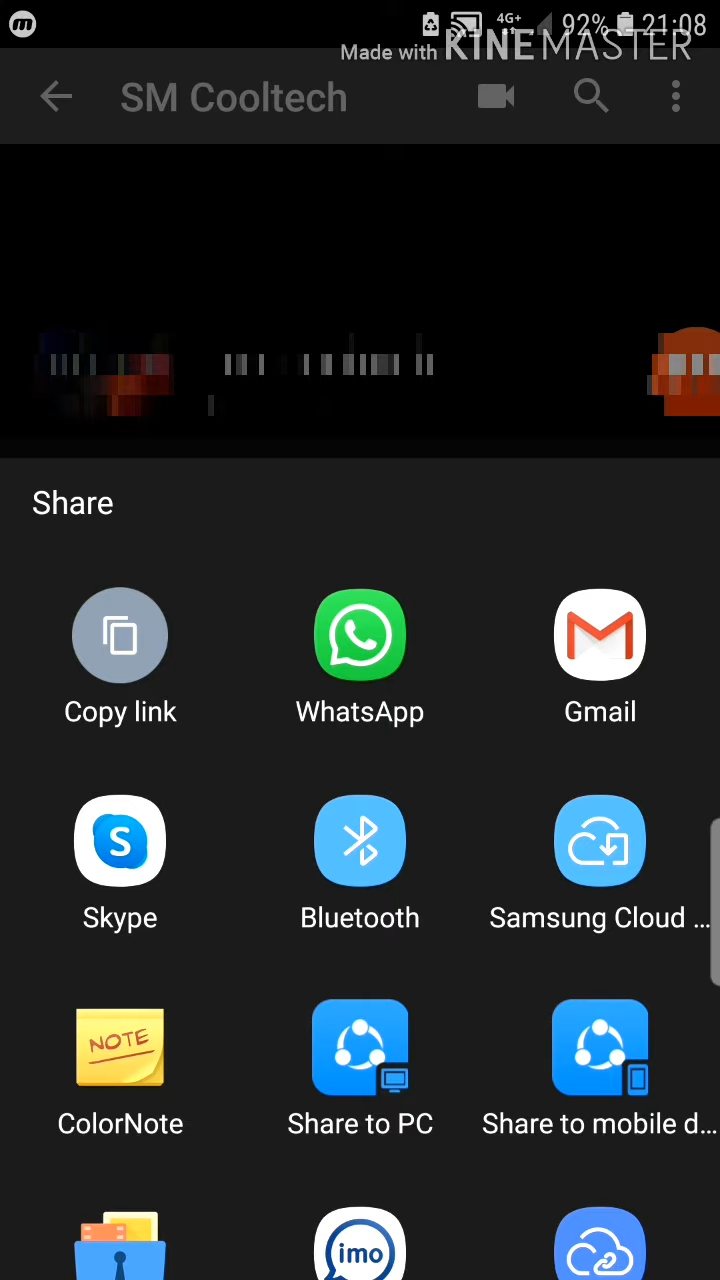 4G+ 92% 21:08
Made with KINEMASTER
SM Cooltech
Share
Copy link
WhatsApp
Gmail
S
Skype
Bluetooth
Samsung Cloud ...
NOTE
ColorNote
Share to PC
Share to mobile d...
imo